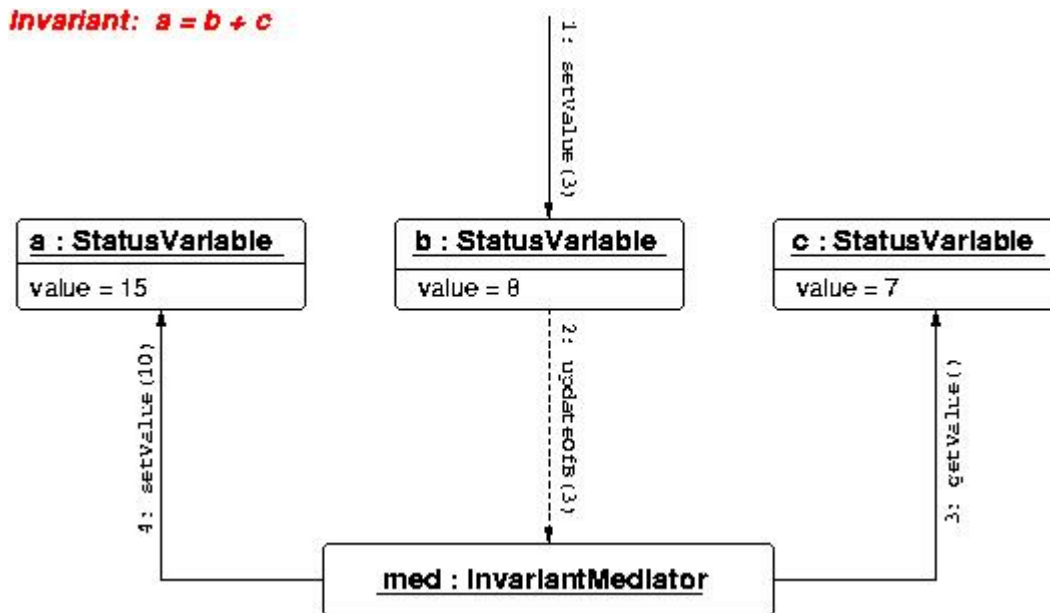 Invariant: a = b + c
1: setValue(3)
a : StatusVariable
value = 15
b : StatusVariable
value = 8
c : StatusVariable
value = 7
4: setValue(10)
2: updateOfB(3)
3: getValue()
med : InvariantMediator